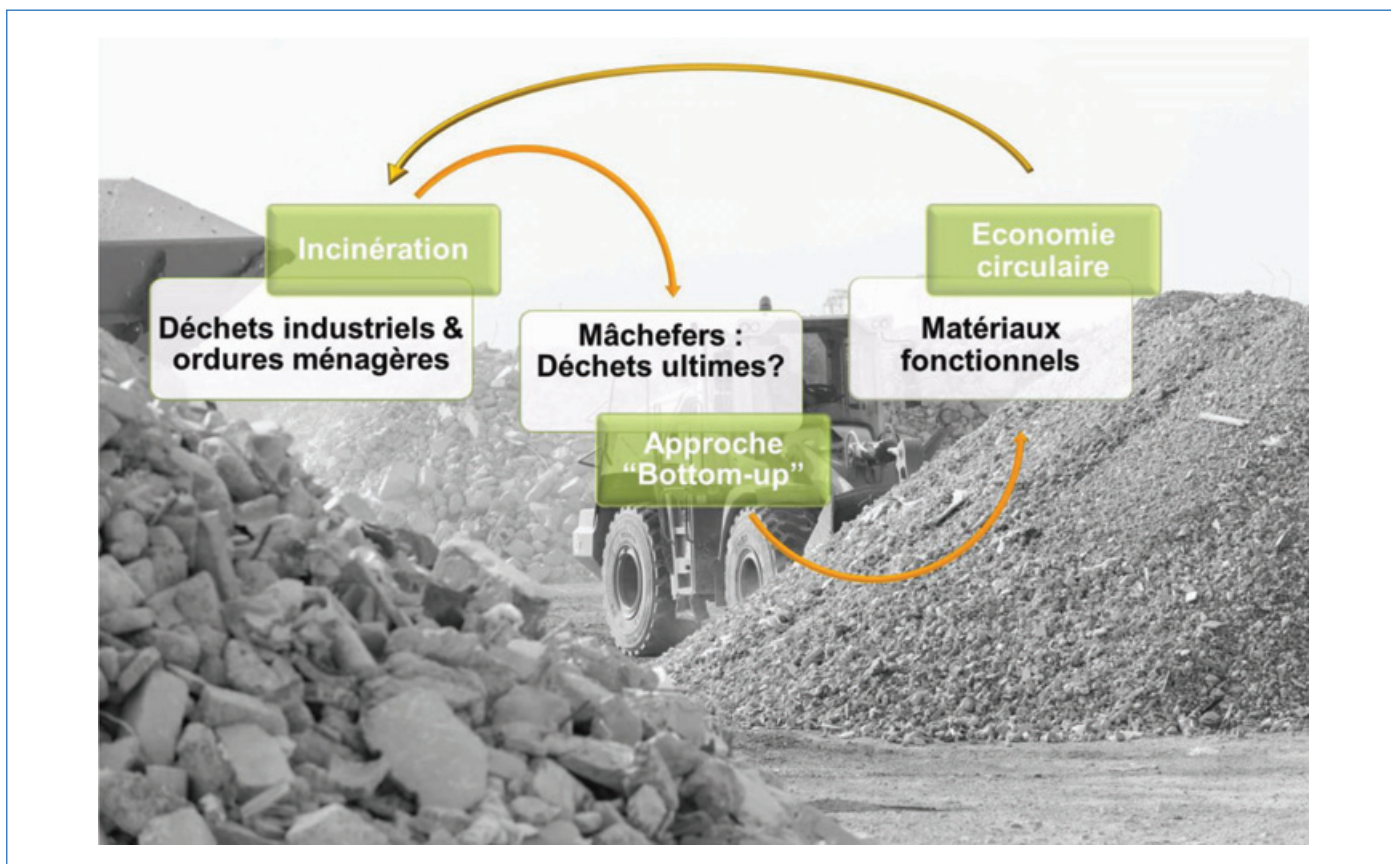 Incinération
Déchets industriels &
ordures ménagères
Mâchefers :
Déchets ultimes?
Approche
“Bottom-up”
Economie
circulaire
Matériaux
fonctionnels